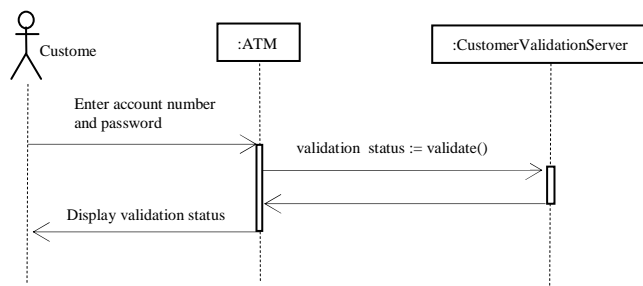 Custome
:ATM
:CustomerValidationServer
Enter account number
and password
validation status := validate()
Display validation status